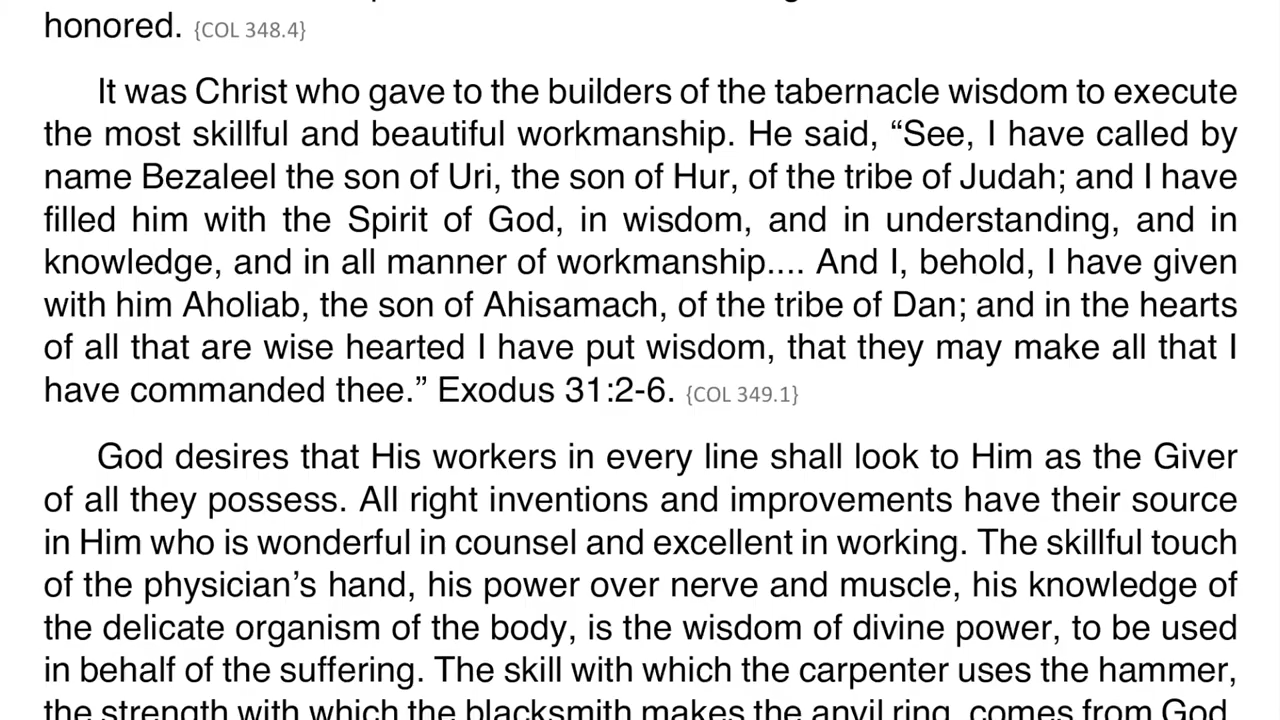 honored. {COL 348.4}
It was Christ who gave to the builders of the tabernacle wisdom to execute
the most skillful and beautiful workmanship. He said, “See, I have called by
name Bezaleel the son of Uri, the son of Hur, of the tribe of Judah; and I have
filled him with the Spirit of God, in wisdom, and in understanding, and in
knowledge, and in all manner of workmanship.... And I, behold, I have given
with him Aholiab, the son of Ahisamach, of the tribe of Dan; and in the hearts
of all that are wise hearted I have put wisdom, that they may make all that I
have commanded thee.” Exodus 31:2-6. {COL 349.1}
God desires that His workers in every line shall look to Him as the Giver
of all they possess. All right inventions and improvements have their source
in Him who is wonderful in counsel and excellent in working. The skillful touch
of the physician’s hand, his power over nerve and muscle, his knowledge of
the delicate organism of the body, is the wisdom of divine power, to be used
in behalf of the suffering. The skill with which the carpenter uses the hammer,
the strength with which the blacksmith makes the anvil ring, comes from God.